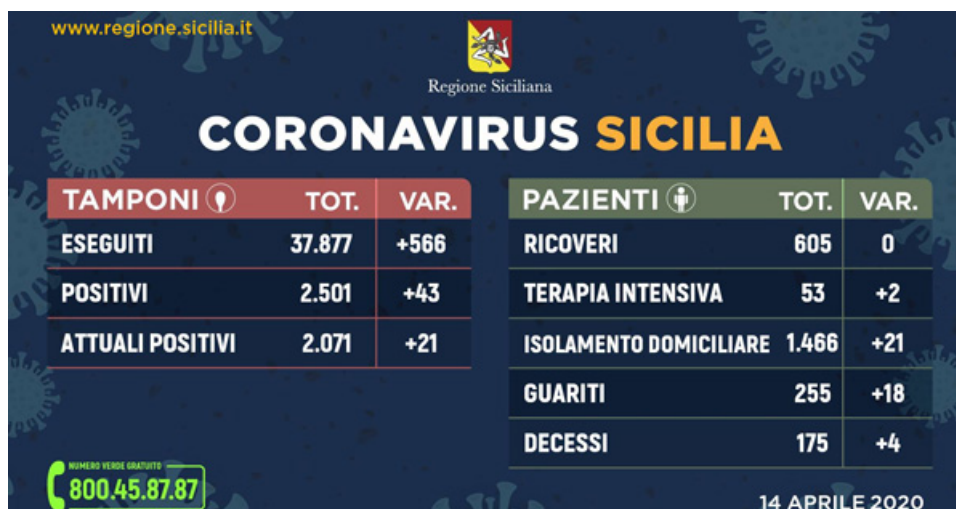 www.regione.sicilia.it
Regione Siciliana
CORONAVIRUS SICILIA
TAMPONI TOT. VAR.
ESEGUITI 37.877 +566
POSITIVI 2.501 +43
ATTUALI POSITIVI 2.071 +21
PAZIENTI TOT. VAR.
RICOVERI 605 0
TERAPIA INTENSIVA 53 +2
ISOLAMENTO DOMICILIARE 1.466 +21
GUARITI 255 +18
DECESSI 175 +4
NUMERO VERDE GRATUITO
800.45.87.87
14 APRILE 2020